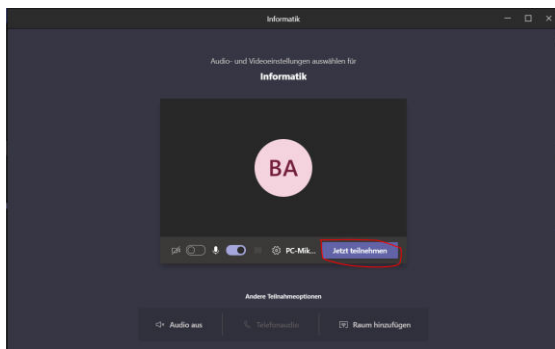 Informatik
Audio- und Videoeinstellungen auswählen für
Informatik
BA
PC-Mik... Jetzt teilnehmen
Andere Teilnahmeoptionen
Audio aus Telefonaudio Raum hinzufügen